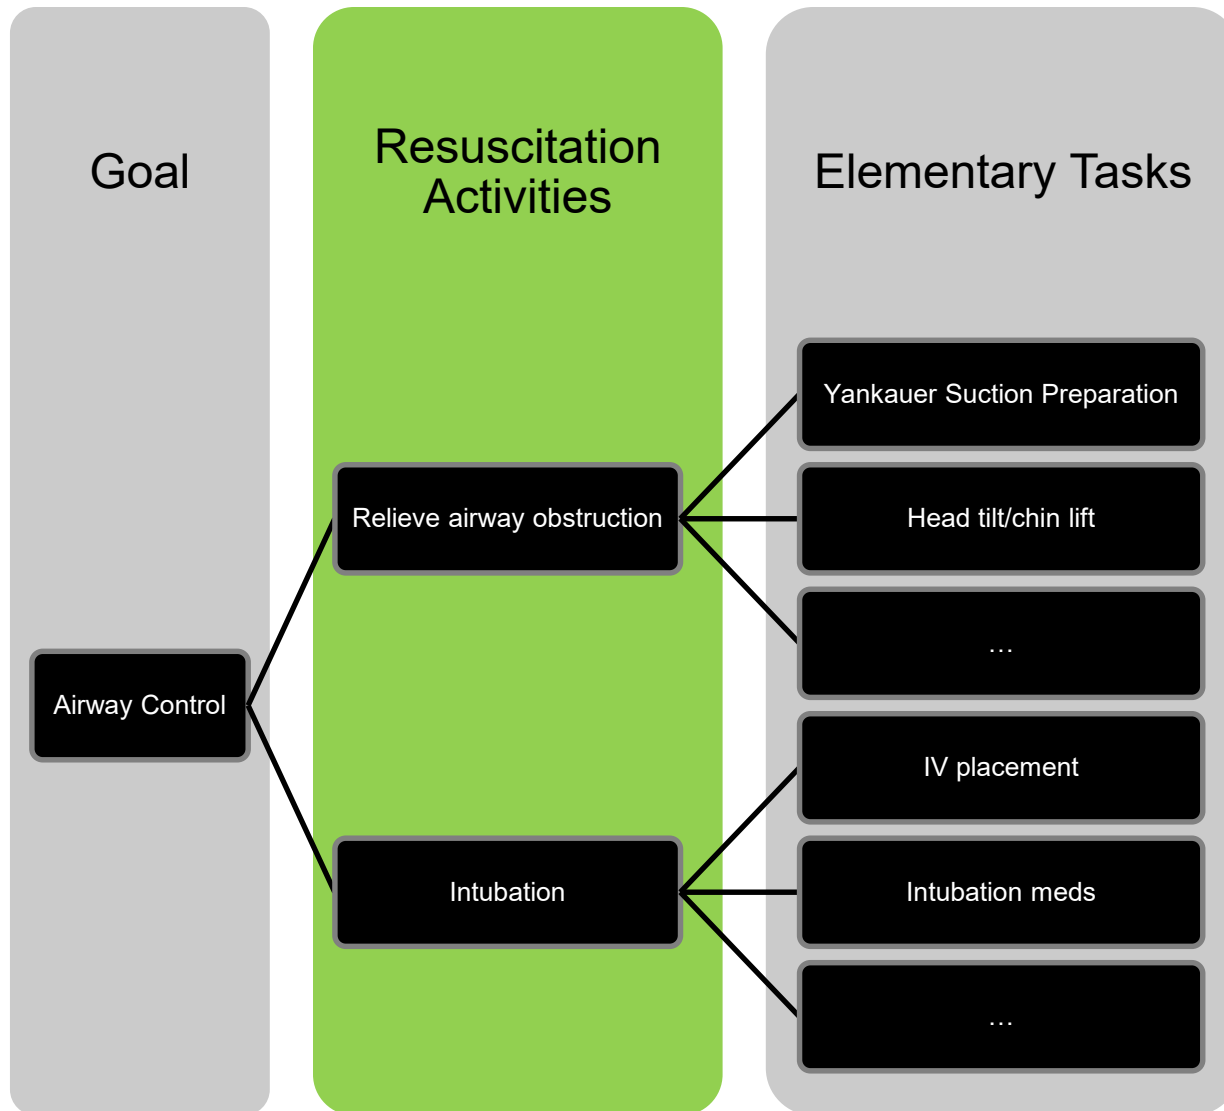 Goal
Resuscitation
Activities
Elementary Tasks
Yankauer Suction Preparation
Relieve airway obstruction
Head tilt/chin lift
…
Airway Control
IV placement
Intubation
Intubation meds
…